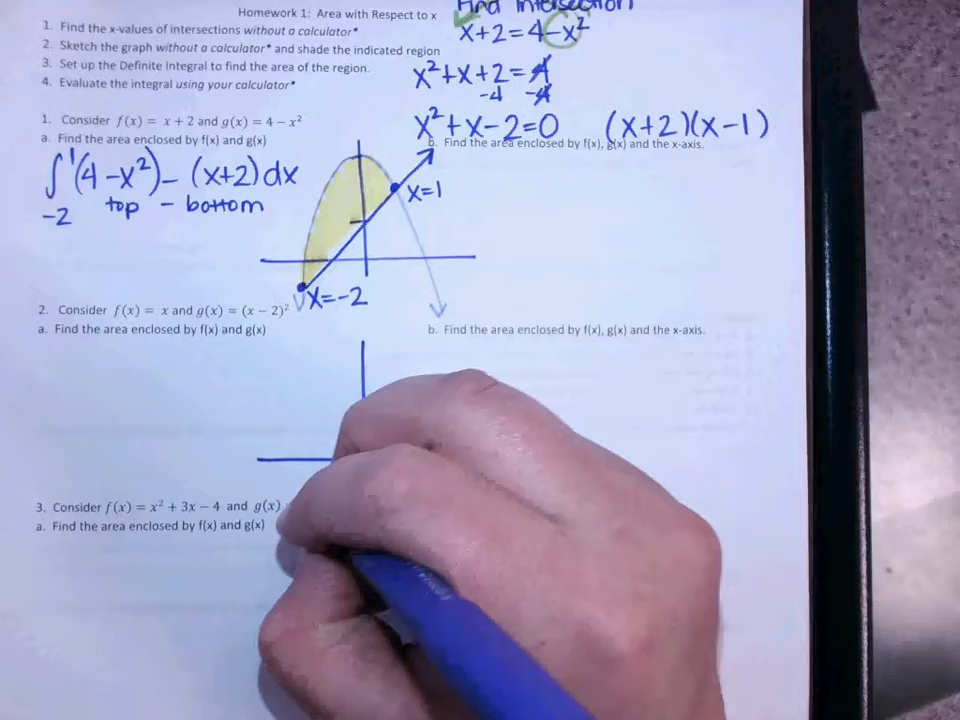 Find Intersection
Homework 1: Area with Respect to x
x+2=4-x²
1. Find the x-values of intersections without a calculator*
2. Sketch the graph without a calculator* and shade the indicated region
3. Set up the Definite Integral to find the area of the region.
4. Evaluate the integral using your calculator*
x²+x+2=4
-4 -4
x²+x-2=0 (x+2)(x-1)
1. Consider f(x) = x + 2 and g(x) = 4 − x²
a. Find the area enclosed by f(x) and g(x)
b. Find the area enclosed by f(x), g(x) and the x-axis.
∫₋₂¹(4-x²)-(x+2)dx
top - bottom
x=1
x=-2
2. Consider f(x) = x and g(x) = (x − 2)²
a. Find the area enclosed by f(x) and g(x)
b. Find the area enclosed by f(x), g(x) and the x-axis.
3. Consider f(x) = x² + 3x − 4 and g(x)
a. Find the area enclosed by f(x) and g(x)